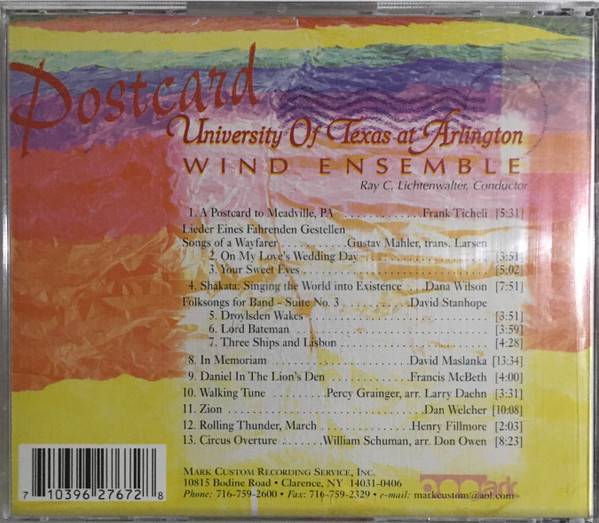 Postcard
University Of Texas at Arlington
WIND ENSEMBLE
Ray C. Lichtenwalter, Conductor
1. A Postcard to Meadville, PA . . . . . . . . . . . . . Frank Ticheli [5:31]
Lieder Eines Fahrenden Gestellen
Songs of a Wayfarer . . . . . . . . . . Gustav Mahler, trans. Larsen
2. On My Love's Wedding Day . . . . . . . . . . . . . . . . . . . . . [3:51]
3. Your Sweet Eyes . . . . . . . . . . . . . . . . . . . . . . . . . . . . . [5:02]
4. Shakata: Singing the World into Existence . . . . Dana Wilson [7:51]
Folksongs for Band – Suite No. 3 . . . . . . . . . . . David Stanhope
5. Droylsden Wakes . . . . . . . . . . . . . . . . . . . . . . . . . . . . . [3:51]
6. Lord Bateman . . . . . . . . . . . . . . . . . . . . . . . . . . . . . . . [3:59]
7. Three Ships and Lisbon . . . . . . . . . . . . . . . . . . . . . . . . [4:28]
8. In Memoriam . . . . . . . . . . . . . . . . . . . . . . . David Maslanka [13:34]
9. Daniel In The Lion's Den . . . . . . . . . . . . . . . Francis McBeth [4:00]
10. Walking Tune . . . . . . . . Percy Grainger, arr. Larry Daehn [3:31]
11. Zion . . . . . . . . . . . . . . . . . . . . . . . . . . . . . . . Dan Welcher [10:08]
12. Rolling Thunder, March . . . . . . . . . . . . . . . Henry Fillmore [2:03]
13. Circus Overture . . . . . . . William Schuman, arr. Don Owen [8:23]
MARK CUSTOM RECORDING SERVICE, INC.
10815 Bodine Road • Clarence, NY 14031-0406
Phone: 716-759-2600 • Fax: 716-759-2329 • e-mail: markcustom@aol.com
mark
7 10396 27672 8